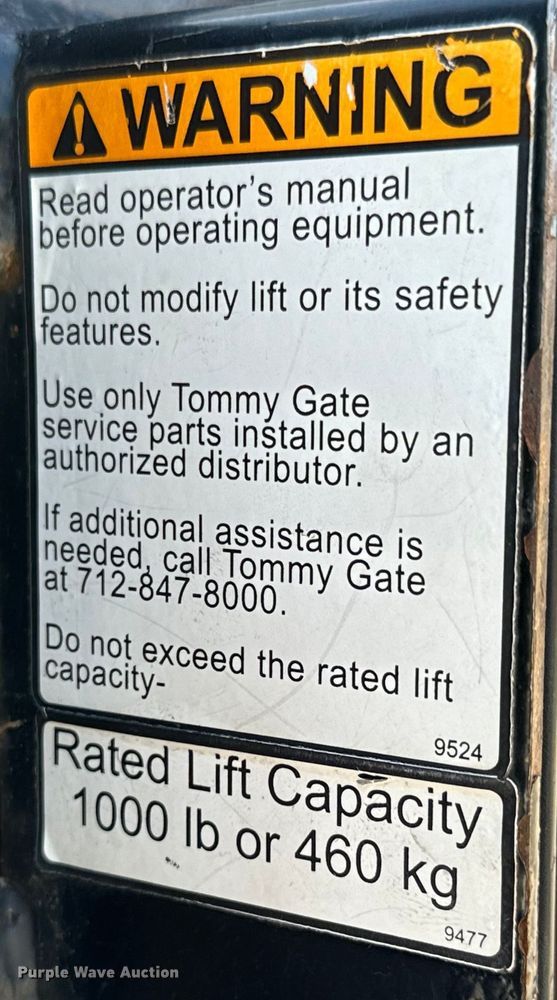 WARNING
Read operator's manual
before operating equipment.
Do not modify lift or its safety
features.
Use only Tommy Gate
service parts installed by an
authorized distributor.
If additional assistance is
needed, call Tommy Gate
at 712-847-8000.
Do not exceed the rated lift
capacity-
9524
Rated Lift Capacity
1000 lb or 460 kg
9477
Purple Wave Auction